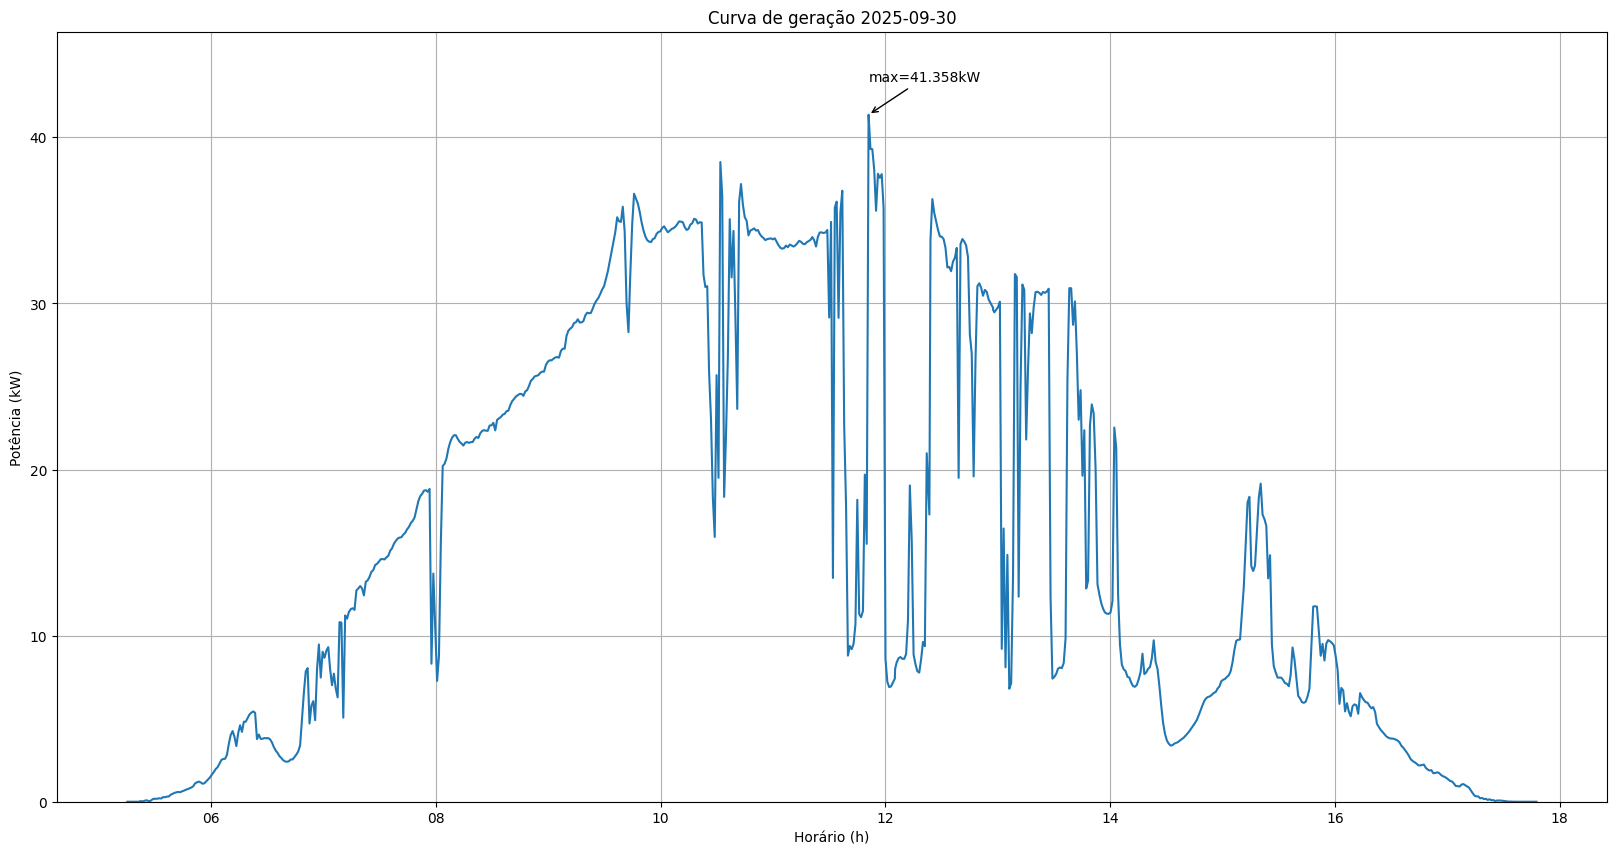 Curva de geração 2025-09-30
max=41.358kW
Potência (kW)
40
30
20
10
0
06 08 10 12 14 16 18
Horário (h)